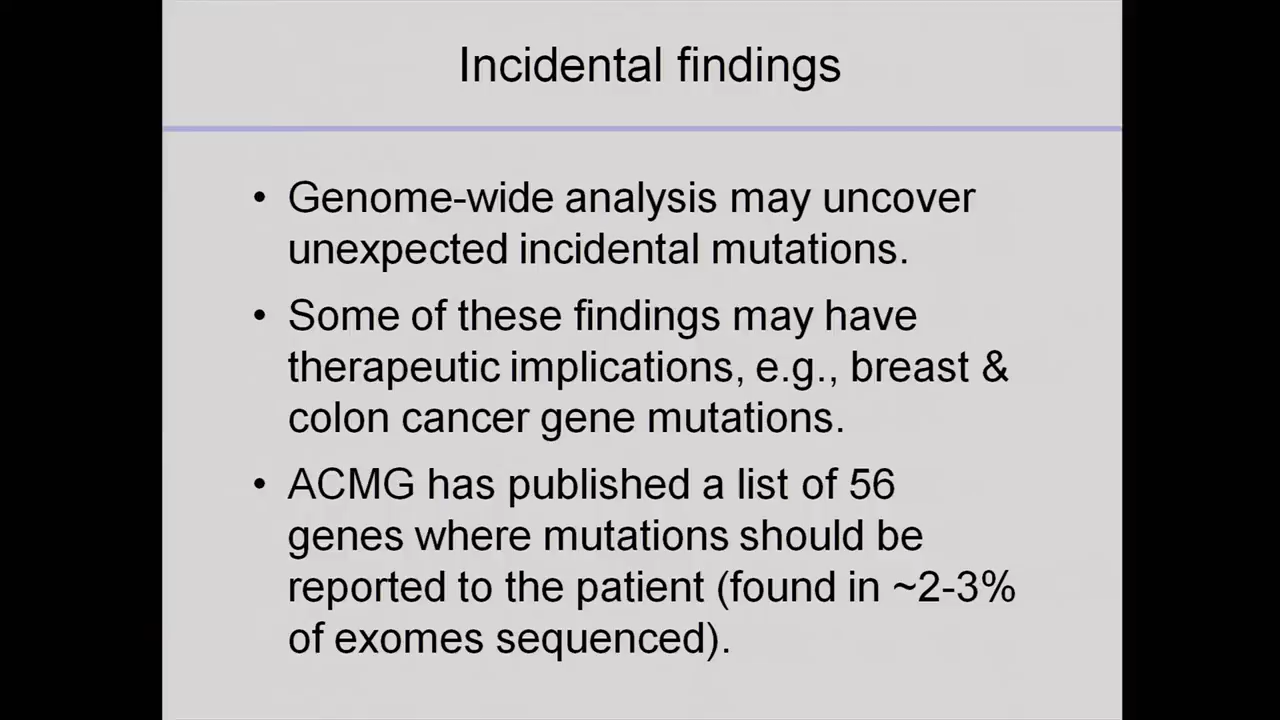 Incidental findings
• Genome-wide analysis may uncover
unexpected incidental mutations.
• Some of these findings may have
therapeutic implications, e.g., breast &
colon cancer gene mutations.
• ACMG has published a list of 56
genes where mutations should be
reported to the patient (found in ~2-3%
of exomes sequenced).